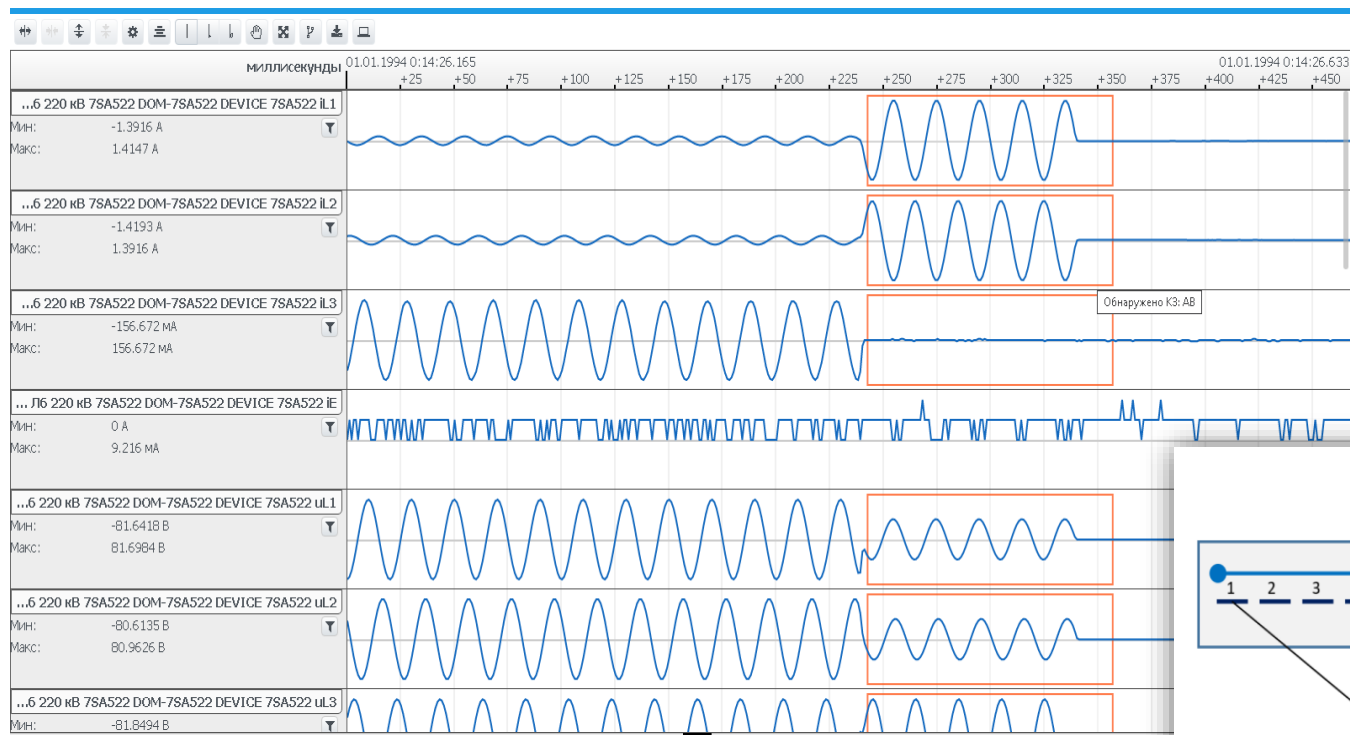 01.01.1994 0:14:26.165 01.01.1994 0:14:26.633
миллисекунды
+25 +50 +75 +100 +125 +150 +175 +200 +225 +250 +275 +300 +325 +350 +375 +400 +425 +450
...6 220 кВ 7SA522 DOM-7SA522 DEVICE 7SA522 iL1
Мин: -1.3916 А
Макс: 1.4147 А
...6 220 кВ 7SA522 DOM-7SA522 DEVICE 7SA522 iL2
Мин: -1.4193 А
Макс: 1.3916 А
...6 220 кВ 7SA522 DOM-7SA522 DEVICE 7SA522 iL3
Обнаружено КЗ: АВ
Мин: -156.672 мА
Макс: 156.672 мА
... Л6 220 кВ 7SA522 DOM-7SA522 DEVICE 7SA522 iE
Мин: 0 А
Макс: 9.216 мА
...6 220 кВ 7SA522 DOM-7SA522 DEVICE 7SA522 uL1
Мин: -81.6418 В
Макс: 81.6984 В
1 2 3
...6 220 кВ 7SA522 DOM-7SA522 DEVICE 7SA522 uL2
Мин: -80.6135 В
Макс: 80.9626 В
...6 220 кВ 7SA522 DOM-7SA522 DEVICE 7SA522 uL3
Мин: -81.8494 В